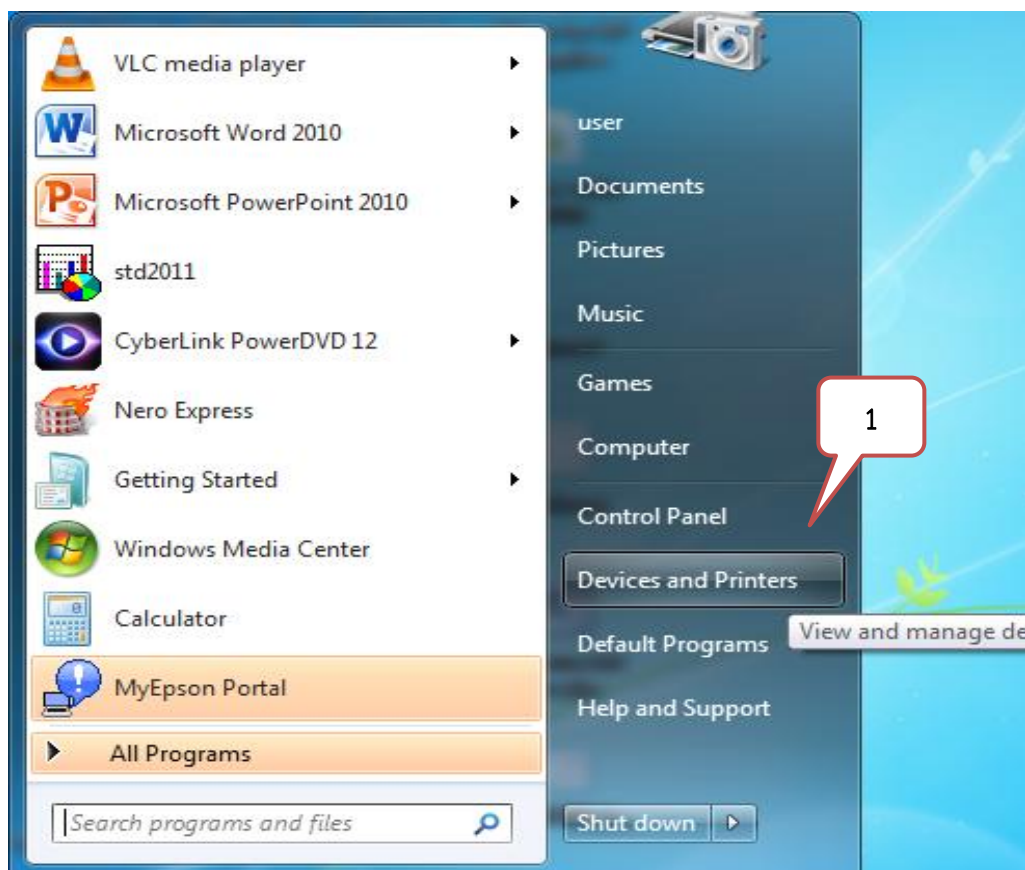 VLC media player
Microsoft Word 2010
Microsoft PowerPoint 2010
std2011
CyberLink PowerDVD 12
Nero Express
Getting Started
Windows Media Center
Calculator
MyEpson Portal
All Programs
Search programs and files
user
Documents
Pictures
Music
Games
Computer
1
Control Panel
Devices and Printers
View and manage de
Default Programs
Help and Support
Shut down